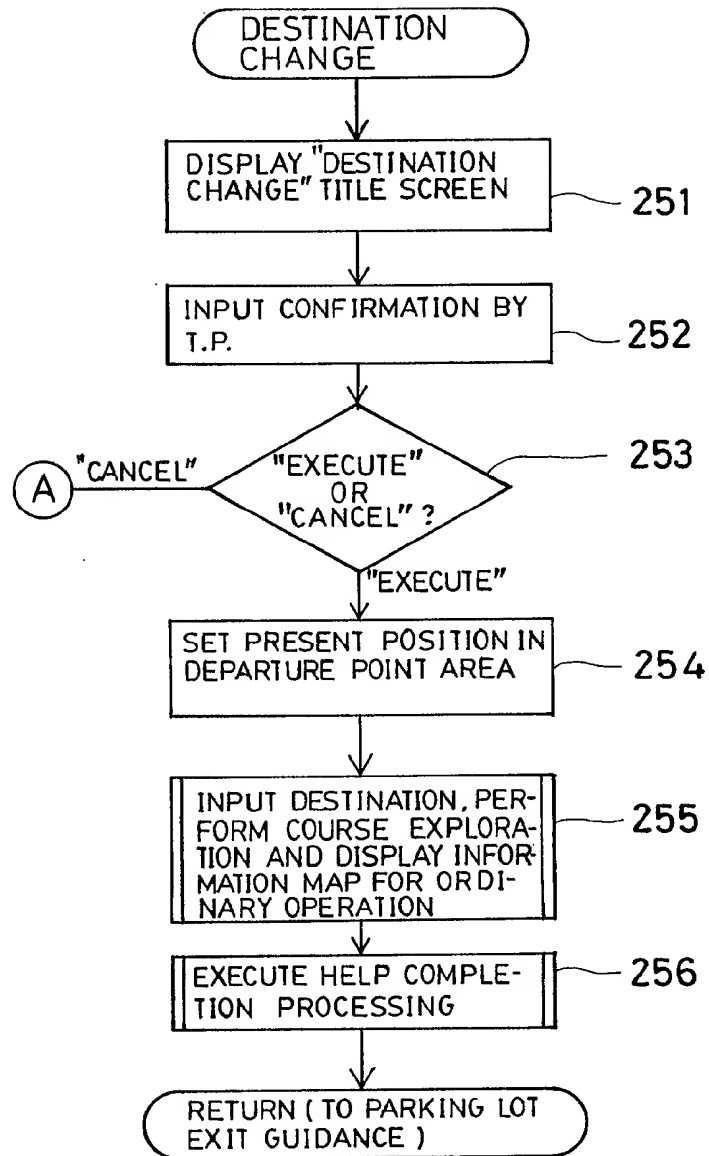 DESTINATION
CHANGE
DISPLAY "DESTINATION
CHANGE" TITLE SCREEN
251
INPUT CONFIRMATION BY
T.P.
252
"EXECUTE"
OR
"CANCEL"?
253
"CANCEL"
A
"EXECUTE"
SET PRESENT POSITION IN
DEPARTURE POINT AREA
254
INPUT DESTINATION, PER-
FORM COURSE EXPLORA-
TION AND DISPLAY INFOR-
MATION MAP FOR ORDI-
NARY OPERATION
255
EXECUTE HELP COMPLE-
TION PROCESSING
256
RETURN (TO PARKING LOT
EXIT GUIDANCE)